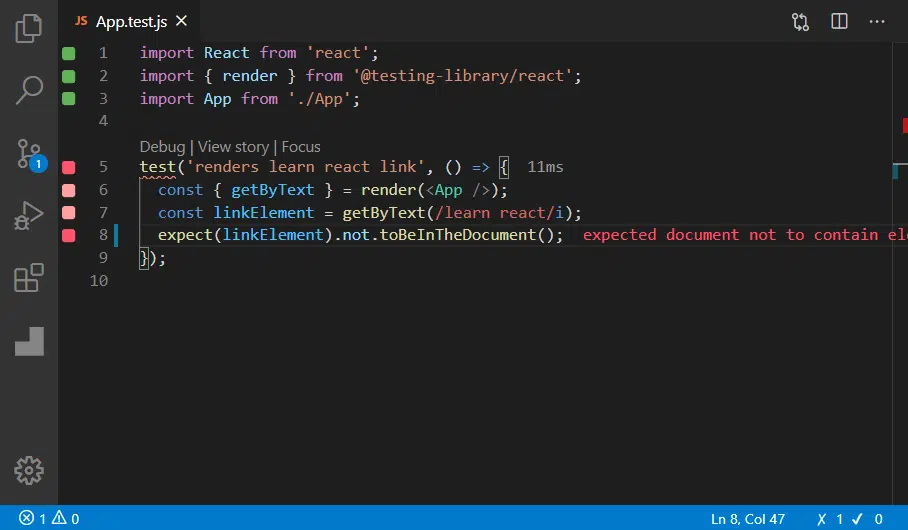 JS App.test.js
1 import React from 'react';
2 import { render } from '@testing-library/react';
3 import App from './App';
4
Debug | View story | Focus
5 test('renders learn react link', () => { 11ms
6 const { getByText } = render(<App />);
7 const linkElement = getByText(/learn react/i);
8 expect(linkElement).not.toBeInTheDocument(); expected document not to contain
9 });
10
1
1 0 Ln 8, Col 47 1 0